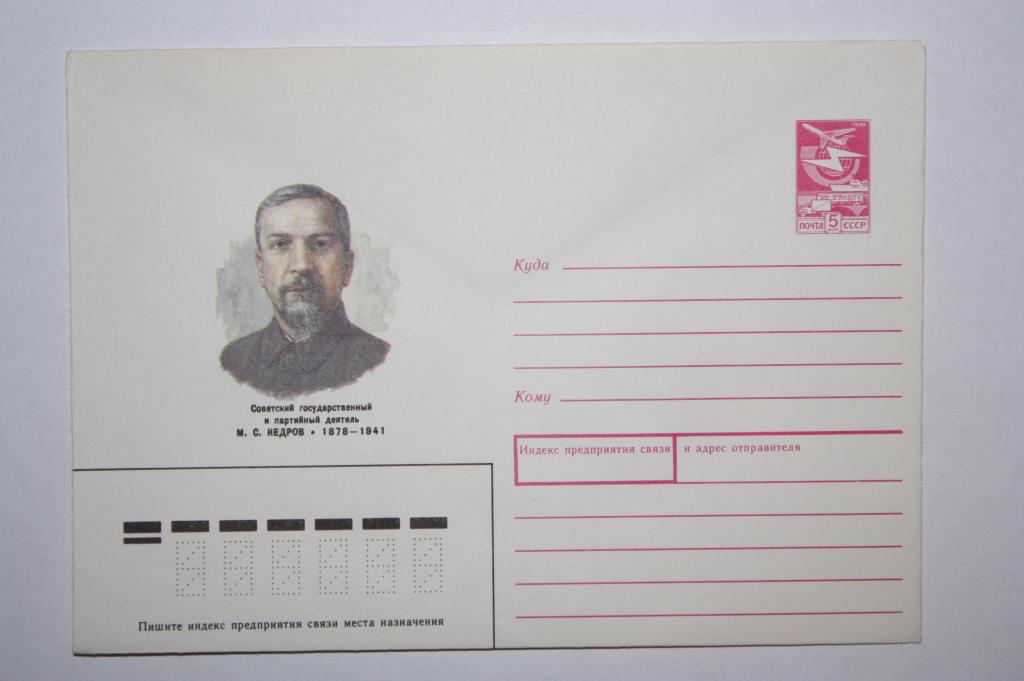 ПОЧТА 5 СССР
Куда
Советский государственный
и партийный деятель
М. С. КЕДРОВ • 1878—1941
Кому
Индекс предприятия связи и адрес отправителя
Пишите индекс предприятия связи места назначения